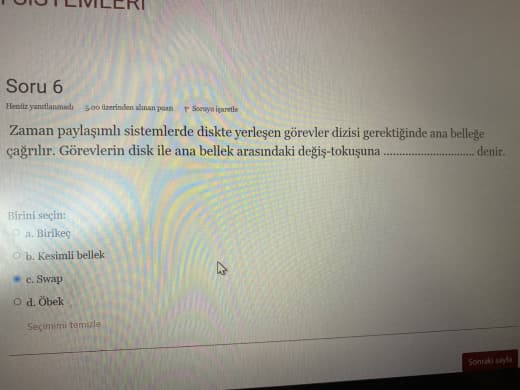 Soru 6
Henüz yanıtlanmadı 5,00 üzerinden alınan puan Soruyu işaretle
Zaman paylaşımlı sistemlerde diskte yerleşen görevler dizisi gerektiğinde ana belleğe
çağrılır. Görevlerin disk ile ana bellek arasındaki değiş-tokuşuna .............................. denir.
Birini seçin:
a. Birikeç
b. Kesimli bellek
c. Swap
d. Öbek
Seçimimi temizle
Sonraki sayfa